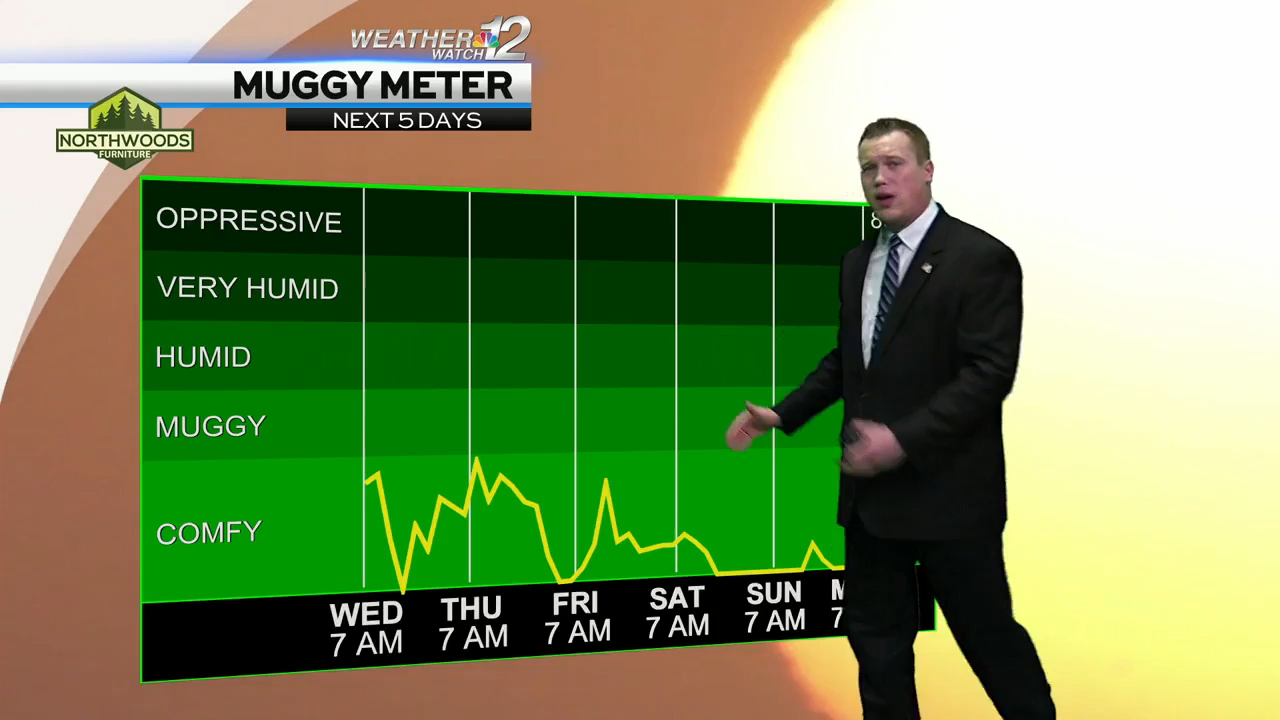 WEATHER
WATCH 12
MUGGY METER
NEXT 5 DAYS
NORTHWOODS
FURNITURE
OPPRESSIVE
VERY HUMID
HUMID
MUGGY
COMFY
WED THU FRI SAT SUN
7 AM 7 AM 7 AM 7 AM 7 AM